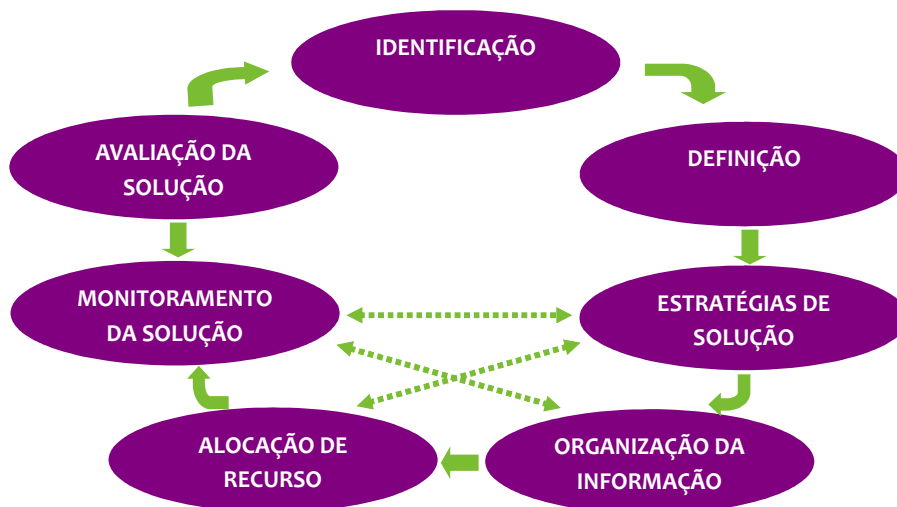 IDENTIFICAÇÃO
DEFINIÇÃO
ESTRATÉGIAS DE
SOLUÇÃO
ORGANIZAÇÃO DA
INFORMAÇÃO
ALOCAÇÃO DE
RECURSO
MONITORAMENTO
DA SOLUÇÃO
AVALIAÇÃO DA
SOLUÇÃO